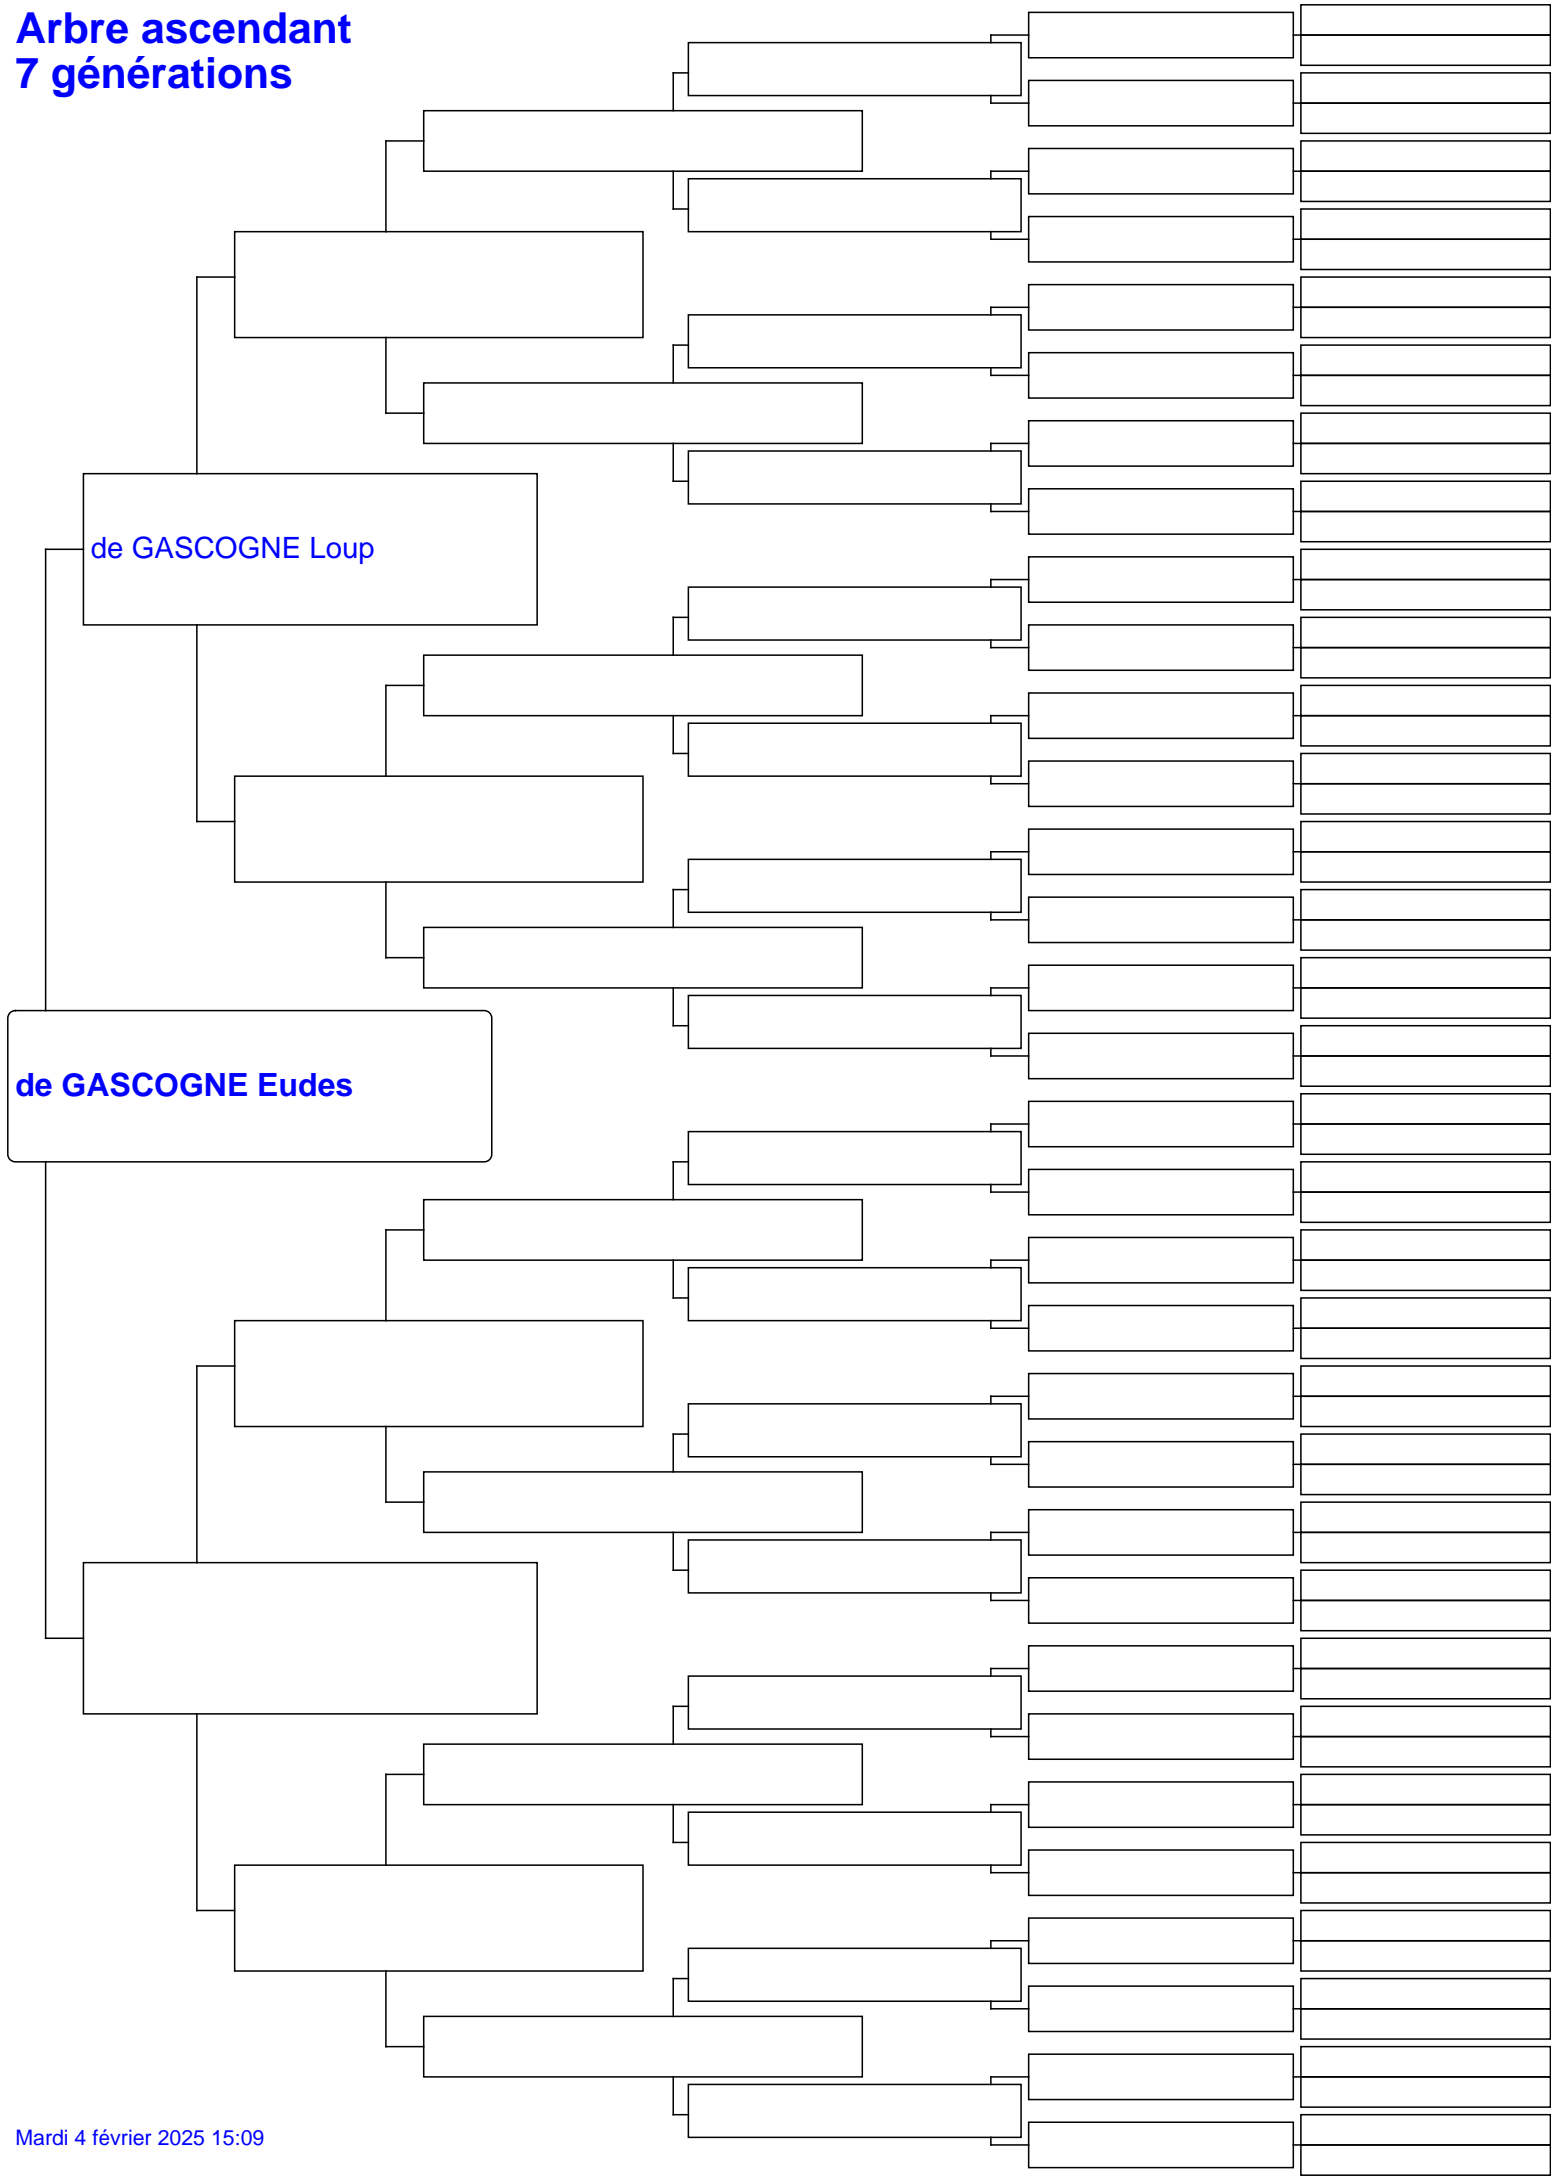 Arbre ascendant
7 générations
de GASCOGNE Loup
de GASCOGNE Eudes
Mardi 4 février 2025 15:09